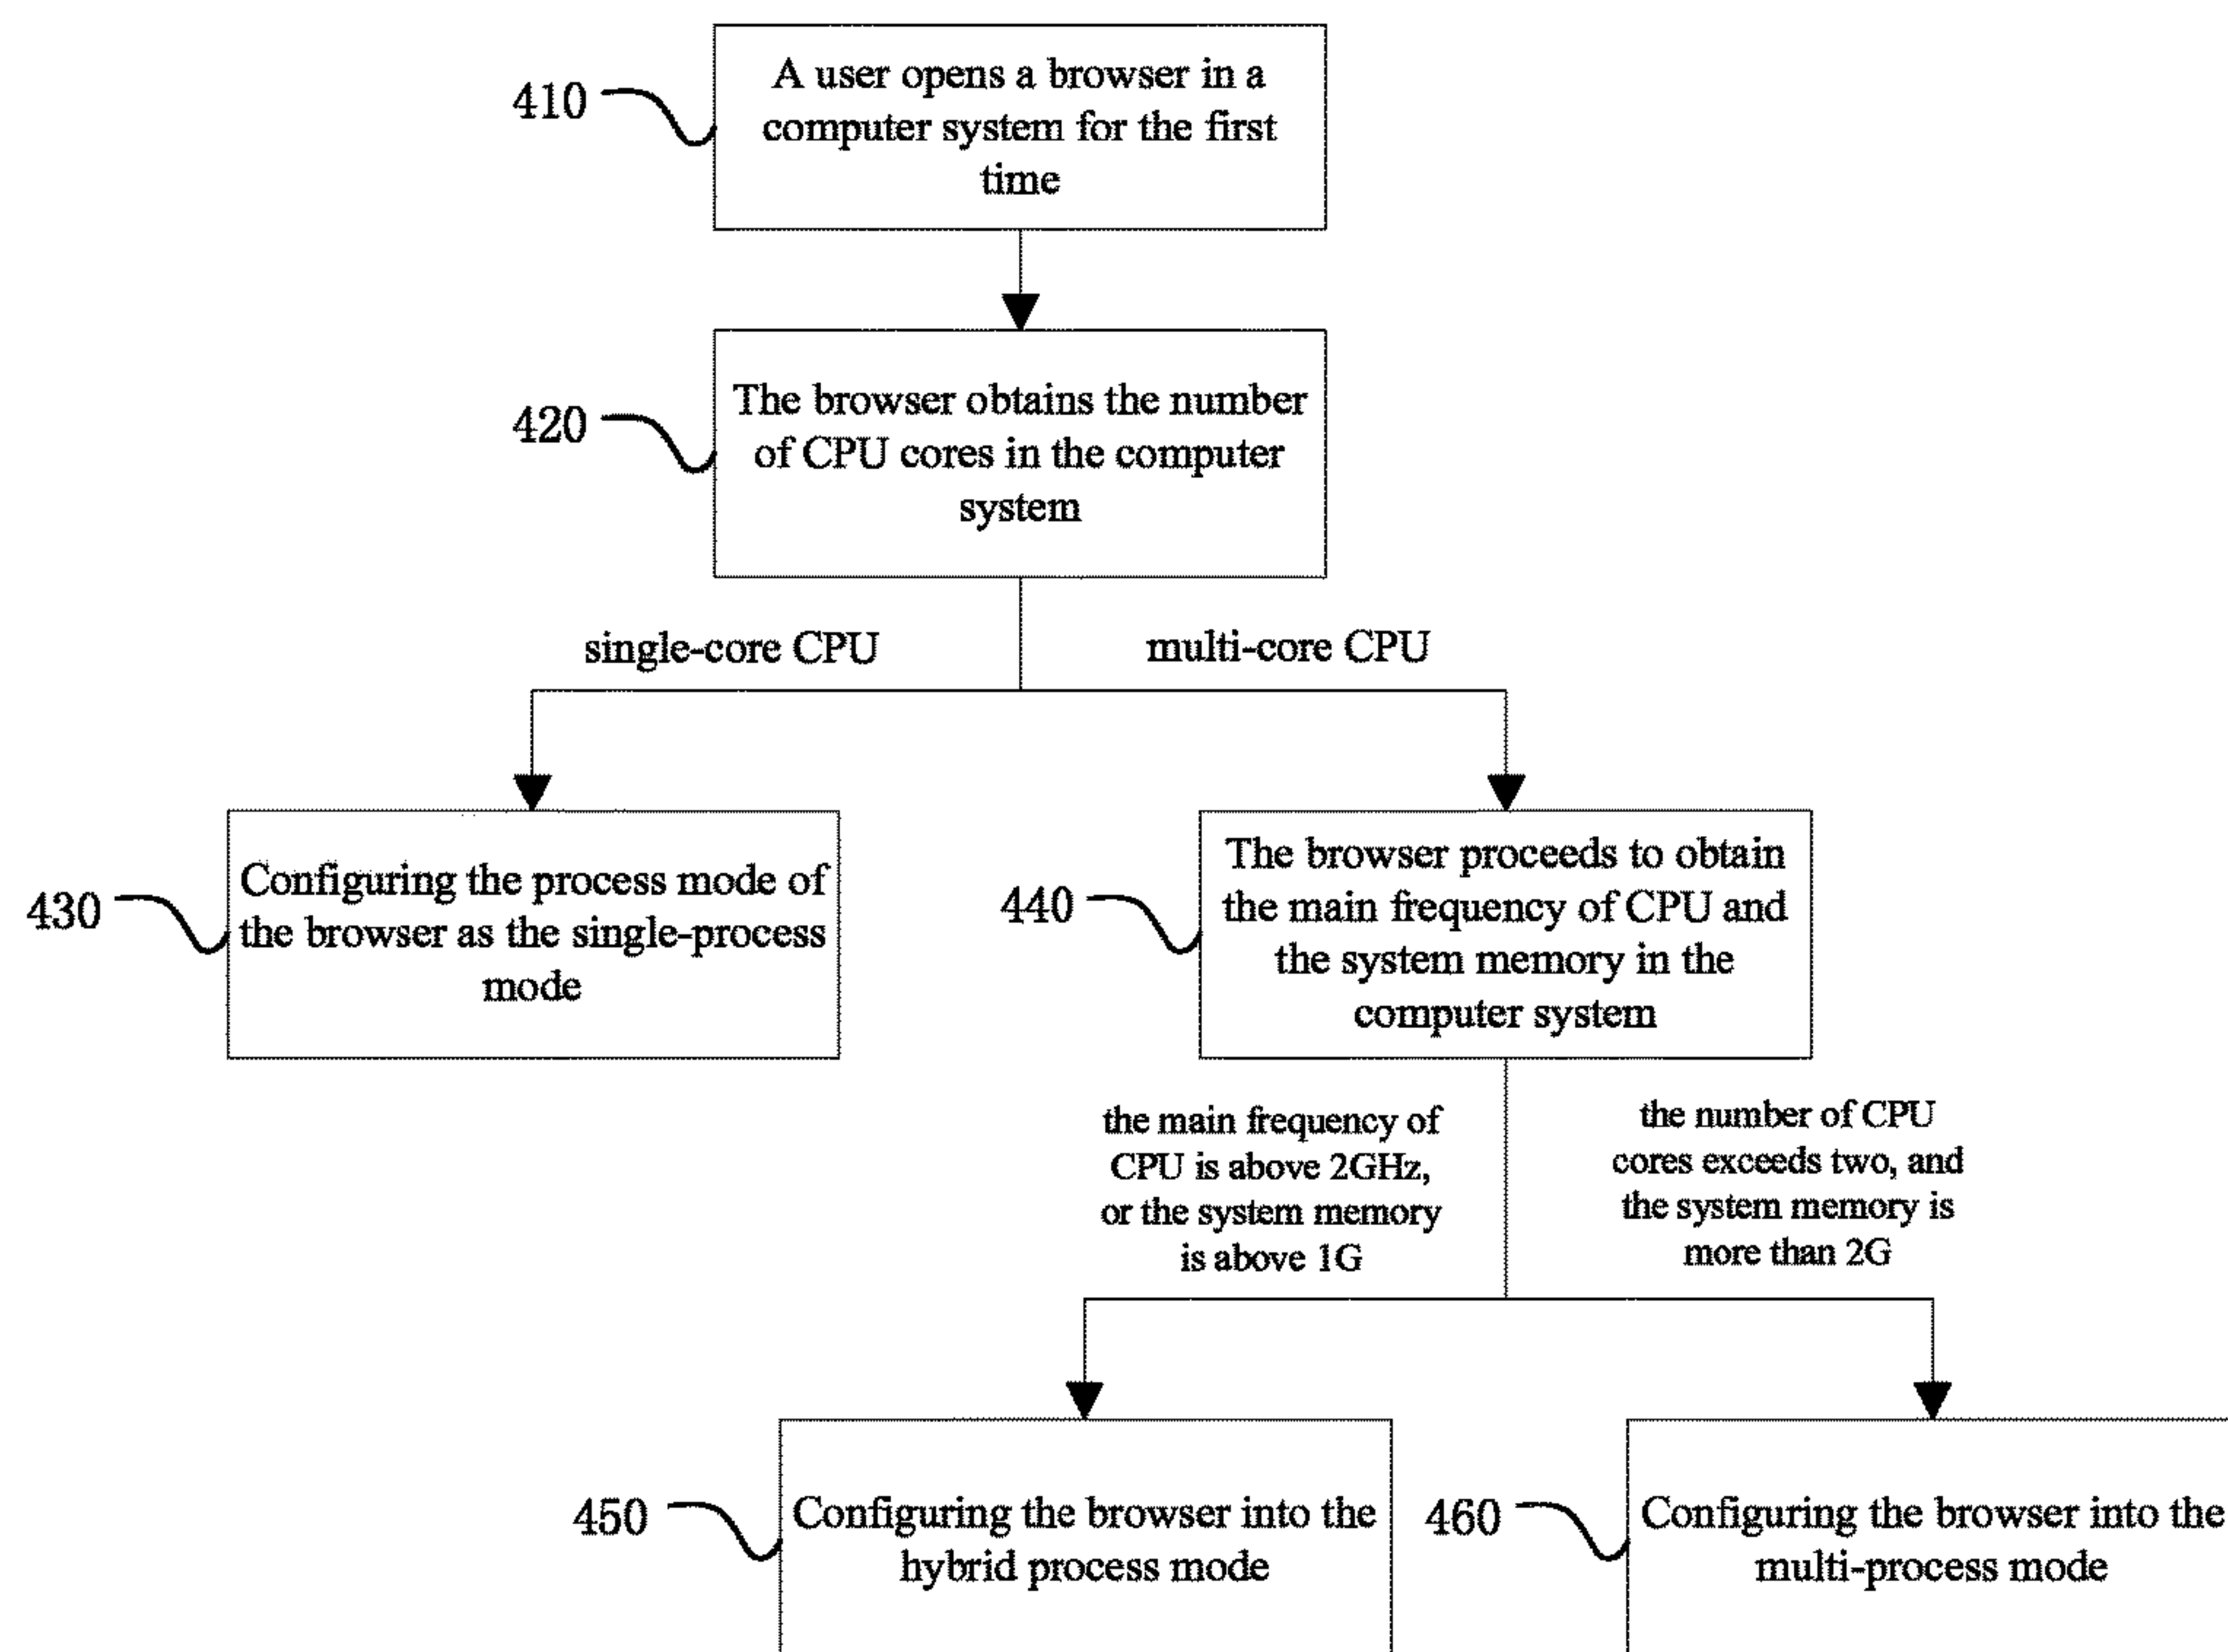 410
A user opens a browser in a
computer system for the first
time
420
The browser obtains the number
of CPU cores in the computer
system
single-core CPU
multi-core CPU
430
Configuring the process mode of
the browser as the single-process
mode
440
The browser proceeds to obtain
the main frequency of CPU and
the system memory in the
computer system
the main frequency of
CPU is above 2GHz,
or the system memory
is above 1G
the number of CPU
cores exceeds two, and
the system memory is
more than 2G
450
Configuring the browser into the
hybrid process mode
460
Configuring the browser into the
multi-process mode